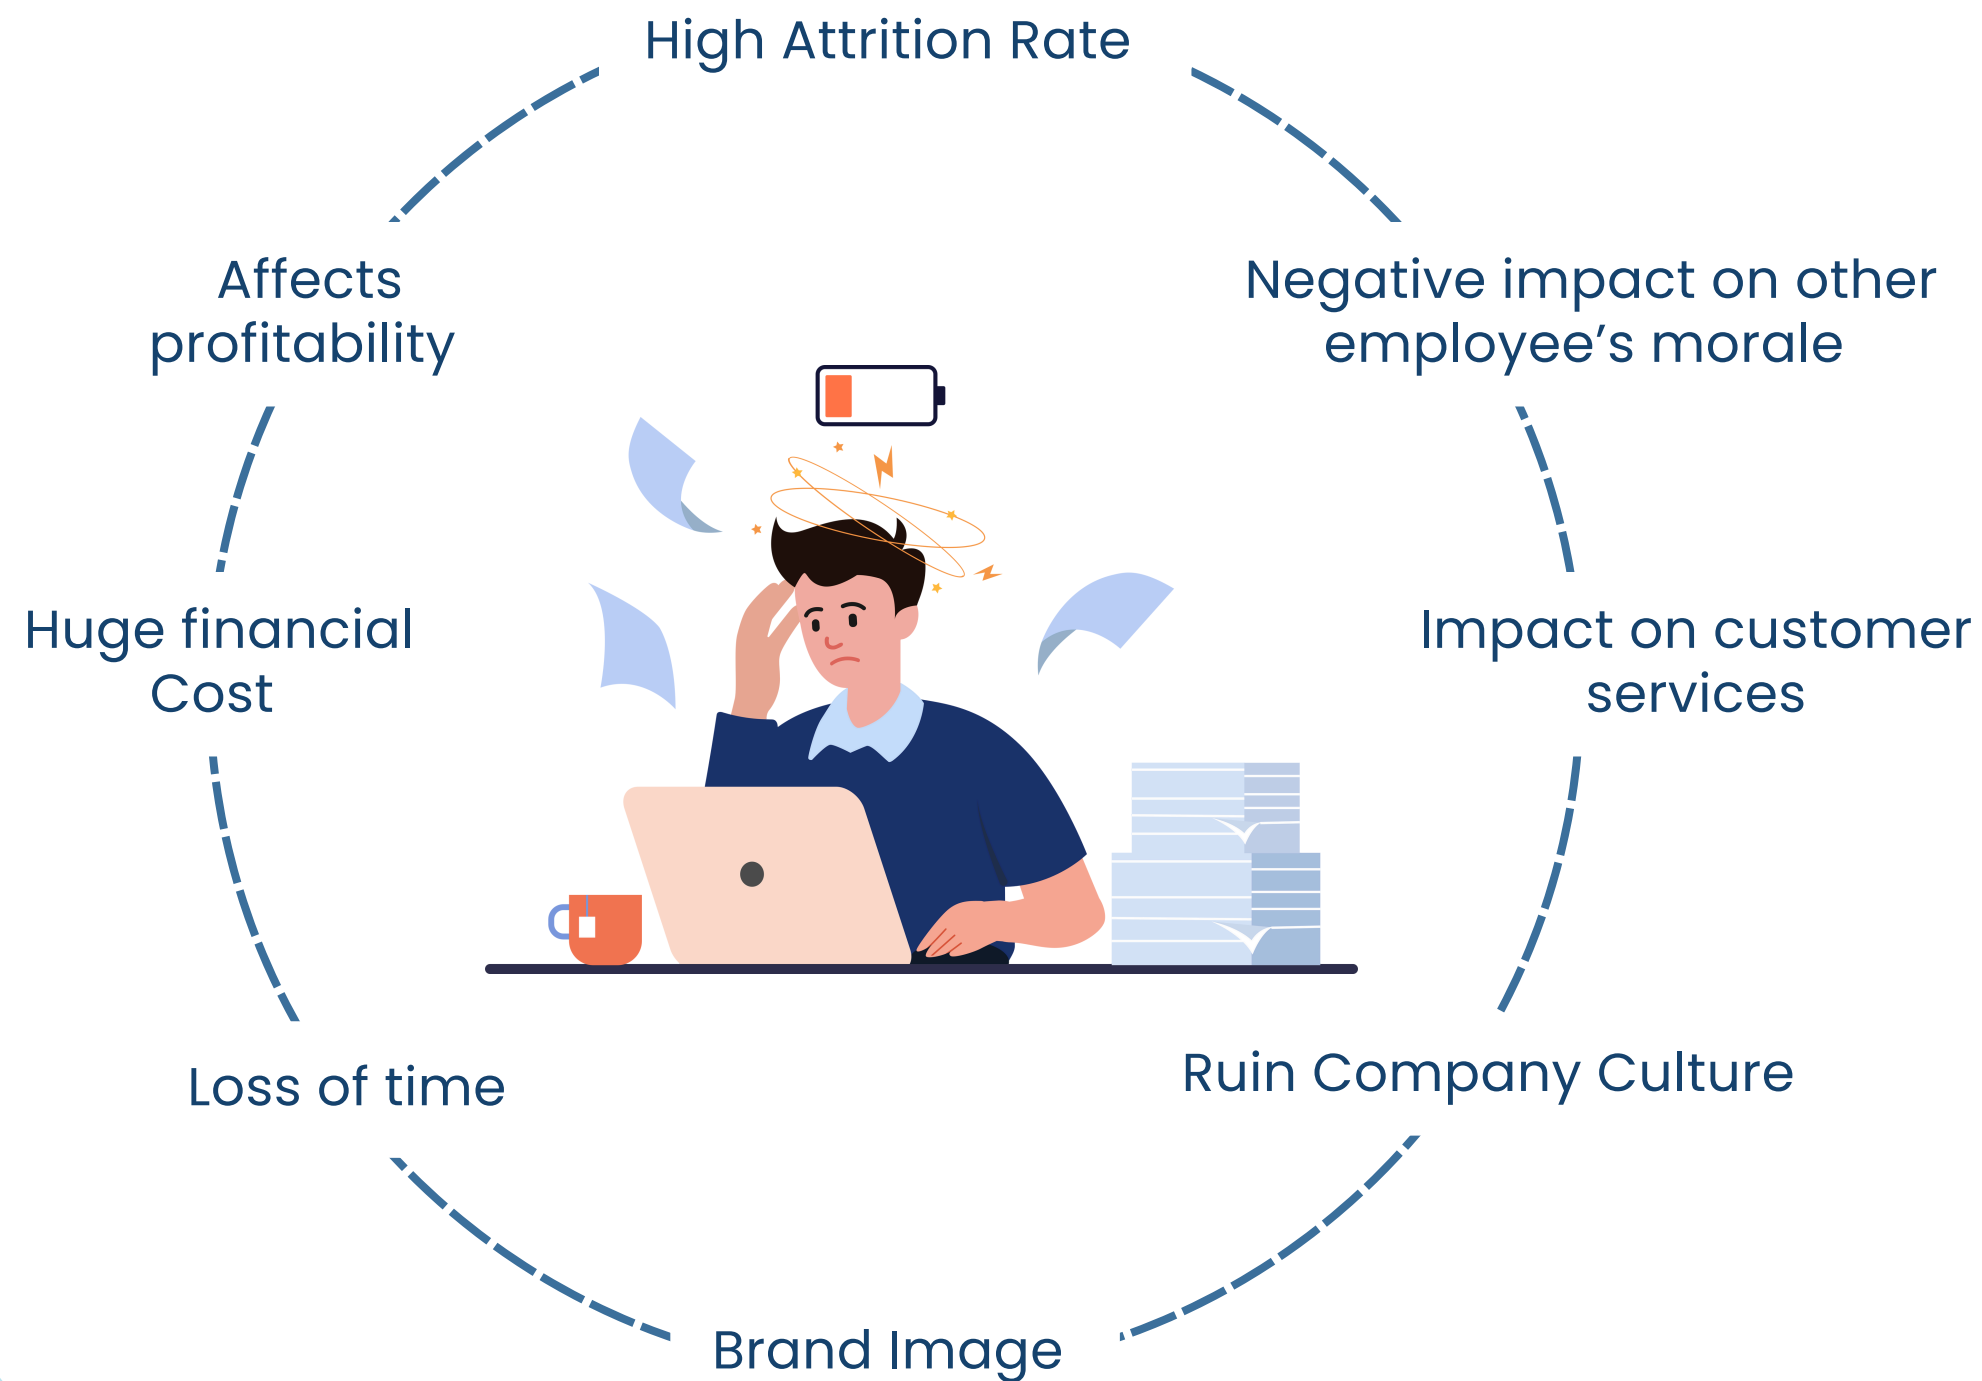 High Attrition Rate
Negative impact on other
employee’s morale
Impact on customer
services
Ruin Company Culture
Brand Image
Loss of time
Huge financial
Cost
Affects
profitability